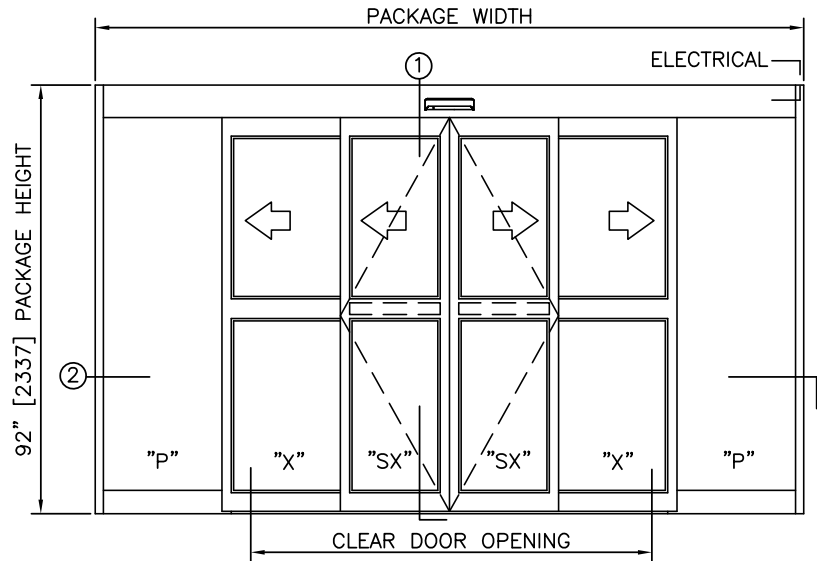 PACKAGE WIDTH
ELECTRICAL
1
92” [2337] PACKAGE HEIGHT
2
”P” ”X” ”SX” ”SX” ”X” ”P”
CLEAR DOOR OPENING